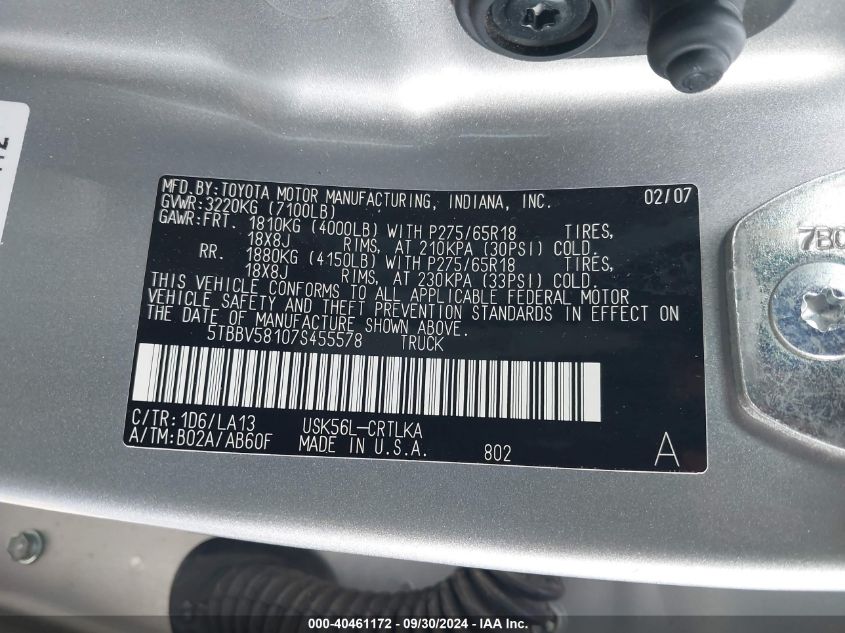 MFD.BY:TOYOTA MOTOR MANUFACTURING, INDIANA, INC. 02/07
GVWR:3220KG (7100LB)
GAWR:FRT. 1810KG (4000LB) WITH P275/65R18 TIRES,
18X8J RIMS, AT 210KPA (30PSI) COLD.
RR. 1880KG (4150LB) WITH P275/65R18 TIRES,
18X8J RIMS, AT 230KPA (33PSI) COLD.
THIS VEHICLE CONFORMS TO ALL APPLICABLE FEDERAL MOTOR
VEHICLE SAFETY AND THEFT PREVENTION STANDARDS IN EFFECT ON
THE DATE OF MANUFACTURE SHOWN ABOVE.
5TBBV58107S455578 TRUCK
C/TR:1D6/LA13 USK56L-CRTLKA
A/TM:B02A/AB60F MADE IN U.S.A. 802 A
000-40461172 - 09/30/2024 - IAA, Inc.